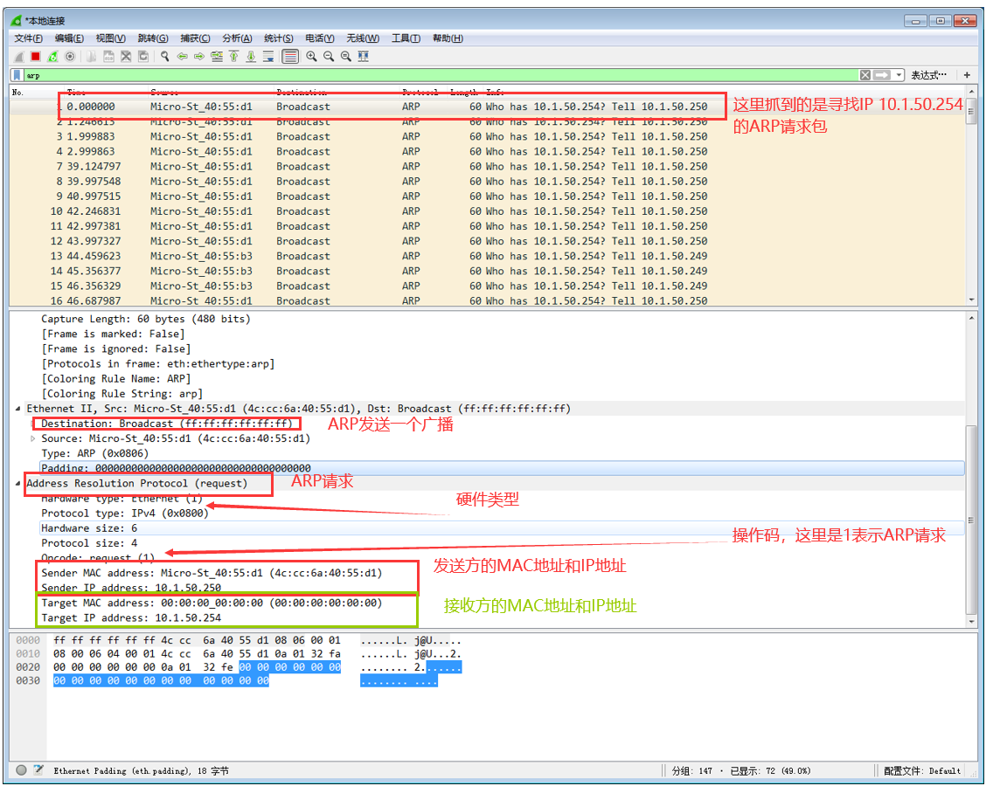 *本地连接
文件(F) 编辑(E) 视图(V) 跳转(G) 捕获(C) 分析(A) 统计(S) 电话(Y) 无线(W) 工具(T) 帮助(H)
arp 表达式… +
No. Time Source Destination Protocol Length Info
1 0.000000 Micro-St_40:55:d1 Broadcast ARP 60 Who has 10.1.50.254? Tell 10.1.50.250
这里抓到的是寻找IP 10.1.50.254
的ARP请求包
2 1.246613 Micro-St_40:55:d1 Broadcast ARP 60 Who has 10.1.50.254? Tell 10.1.50.250
3 1.999883 Micro-St_40:55:d1 Broadcast ARP 60 Who has 10.1.50.254? Tell 10.1.50.250
4 2.999863 Micro-St_40:55:d1 Broadcast ARP 60 Who has 10.1.50.254? Tell 10.1.50.250
7 39.124797 Micro-St_40:55:d1 Broadcast ARP 60 Who has 10.1.50.254? Tell 10.1.50.250
8 39.997548 Micro-St_40:55:d1 Broadcast ARP 60 Who has 10.1.50.254? Tell 10.1.50.250
9 40.997515 Micro-St_40:55:d1 Broadcast ARP 60 Who has 10.1.50.254? Tell 10.1.50.250
10 42.246831 Micro-St_40:55:d1 Broadcast ARP 60 Who has 10.1.50.254? Tell 10.1.50.250
11 42.997381 Micro-St_40:55:d1 Broadcast ARP 60 Who has 10.1.50.254? Tell 10.1.50.250
12 43.997327 Micro-St_40:55:d1 Broadcast ARP 60 Who has 10.1.50.254? Tell 10.1.50.250
13 44.459623 Micro-St_40:55:b3 Broadcast ARP 60 Who has 10.1.50.254? Tell 10.1.50.249
14 45.356377 Micro-St_40:55:b3 Broadcast ARP 60 Who has 10.1.50.254? Tell 10.1.50.249
15 46.356329 Micro-St_40:55:b3 Broadcast ARP 60 Who has 10.1.50.254? Tell 10.1.50.249
16 46.687987 Micro-St_40:55:d1 Broadcast ARP 60 Who has 10.1.50.254? Tell 10.1.50.250
Capture Length: 60 bytes (480 bits)
[Frame is marked: False]
[Frame is ignored: False]
[Protocols in frame: eth:ethertype:arp]
[Coloring Rule Name: ARP]
[Coloring Rule String: arp]
Ethernet II, Src: Micro-St_40:55:d1 (4c:cc:6a:40:55:d1), Dst: Broadcast (ff:ff:ff:ff:ff:ff)
Destination: Broadcast (ff:ff:ff:ff:ff:ff)
ARP发送一个广播
Source: Micro-St_40:55:d1 (4c:cc:6a:40:55:d1)
Type: ARP (0x0806)
Padding: 000000000000000000000000000000000000
Address Resolution Protocol (request)
ARP请求
Hardware type: Ethernet (1)
硬件类型
Protocol type: IPv4 (0x0800)
Hardware size: 6
Protocol size: 4
操作码，这里是1表示ARP请求
Opcode: request (1)
Sender MAC address: Micro-St_40:55:d1 (4c:cc:6a:40:55:d1)
发送方的MAC地址和IP地址
Sender IP address: 10.1.50.250
Target MAC address: 00:00:00_00:00:00 (00:00:00:00:00:00)
接收方的MAC地址和IP地址
Target IP address: 10.1.50.254
0000 ff ff ff ff ff ff 4c cc 6a 40 55 d1 08 06 00 01 ......L. j@U.....
0010 08 00 06 04 00 01 4c cc 6a 40 55 d1 0a 01 32 fa ......L. j@U...2.
0020 00 00 00 00 00 00 0a 01 32 fe 00 00 00 00 00 00 ........ 2.......
0030 00 00 00 00 00 00 00 00 00 00 00 00 ........ ....
Ethernet Padding (eth.padding), 18 字节 分组: 147 · 已显示: 72 (49.0%) 配置文件: Default